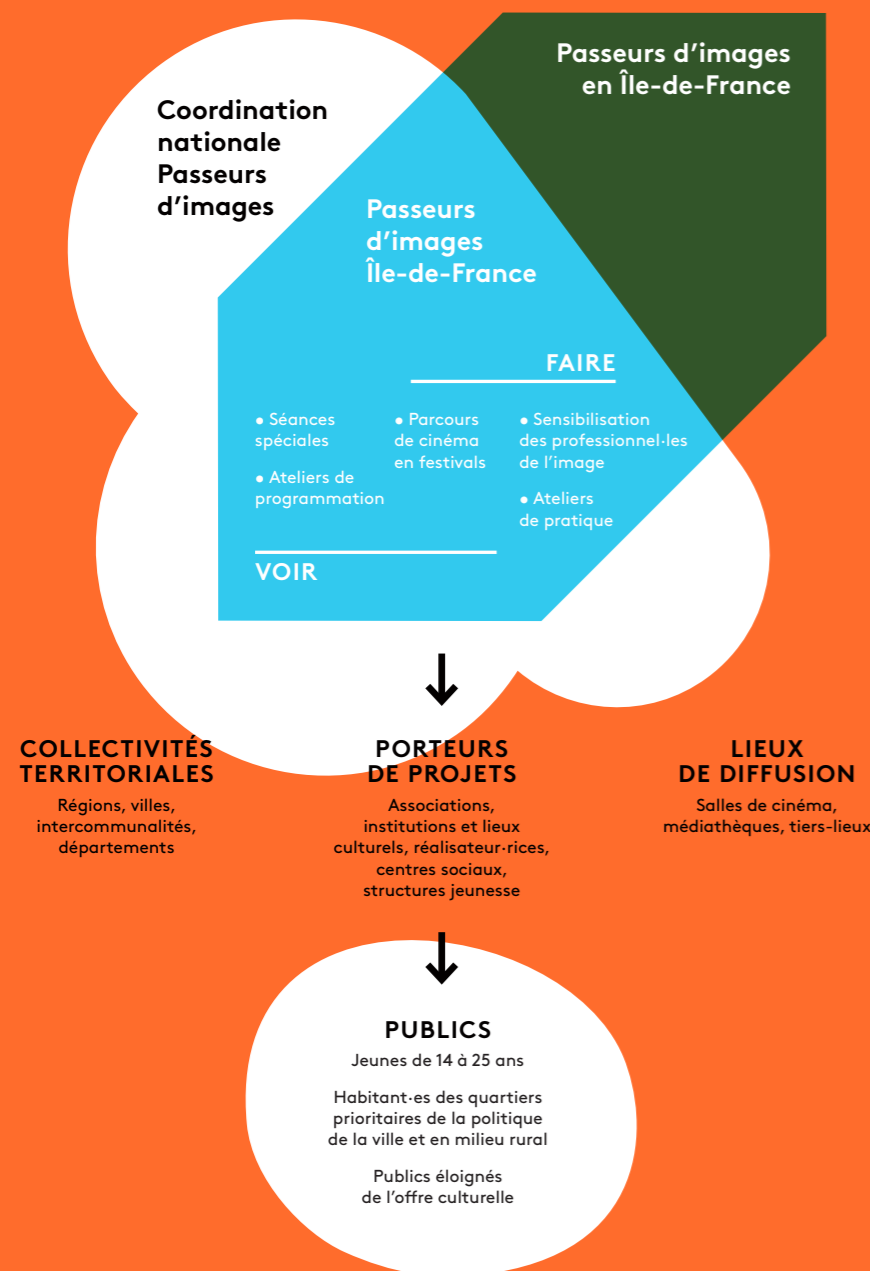 Coordination
nationale
Passeurs
d’images
Passeurs d’images
en Île-de-France
Passeurs
d’images
Île-de-France
FAIRE
• Séances
spéciales
• Ateliers de
programmation
• Parcours
de cinéma
en festivals
• Sensibilisation
des professionnel·les
de l’image
• Ateliers
de pratique
VOIR
COLLECTIVITÉS
TERRITORIALES
Régions, villes,
intercommunalités,
départements
PORTEURS
DE PROJETS
Associations,
institutions et lieux
culturels, réalisateur·rices,
centres sociaux,
structures jeunesse
LIEUX
DE DIFFUSION
Salles de cinéma,
médiathèques, tiers-lieux
PUBLICS
Jeunes de 14 à 25 ans
Habitant·es des quartiers
prioritaires de la politique
de la ville et en milieu rural
Publics éloignés
de l’offre culturelle